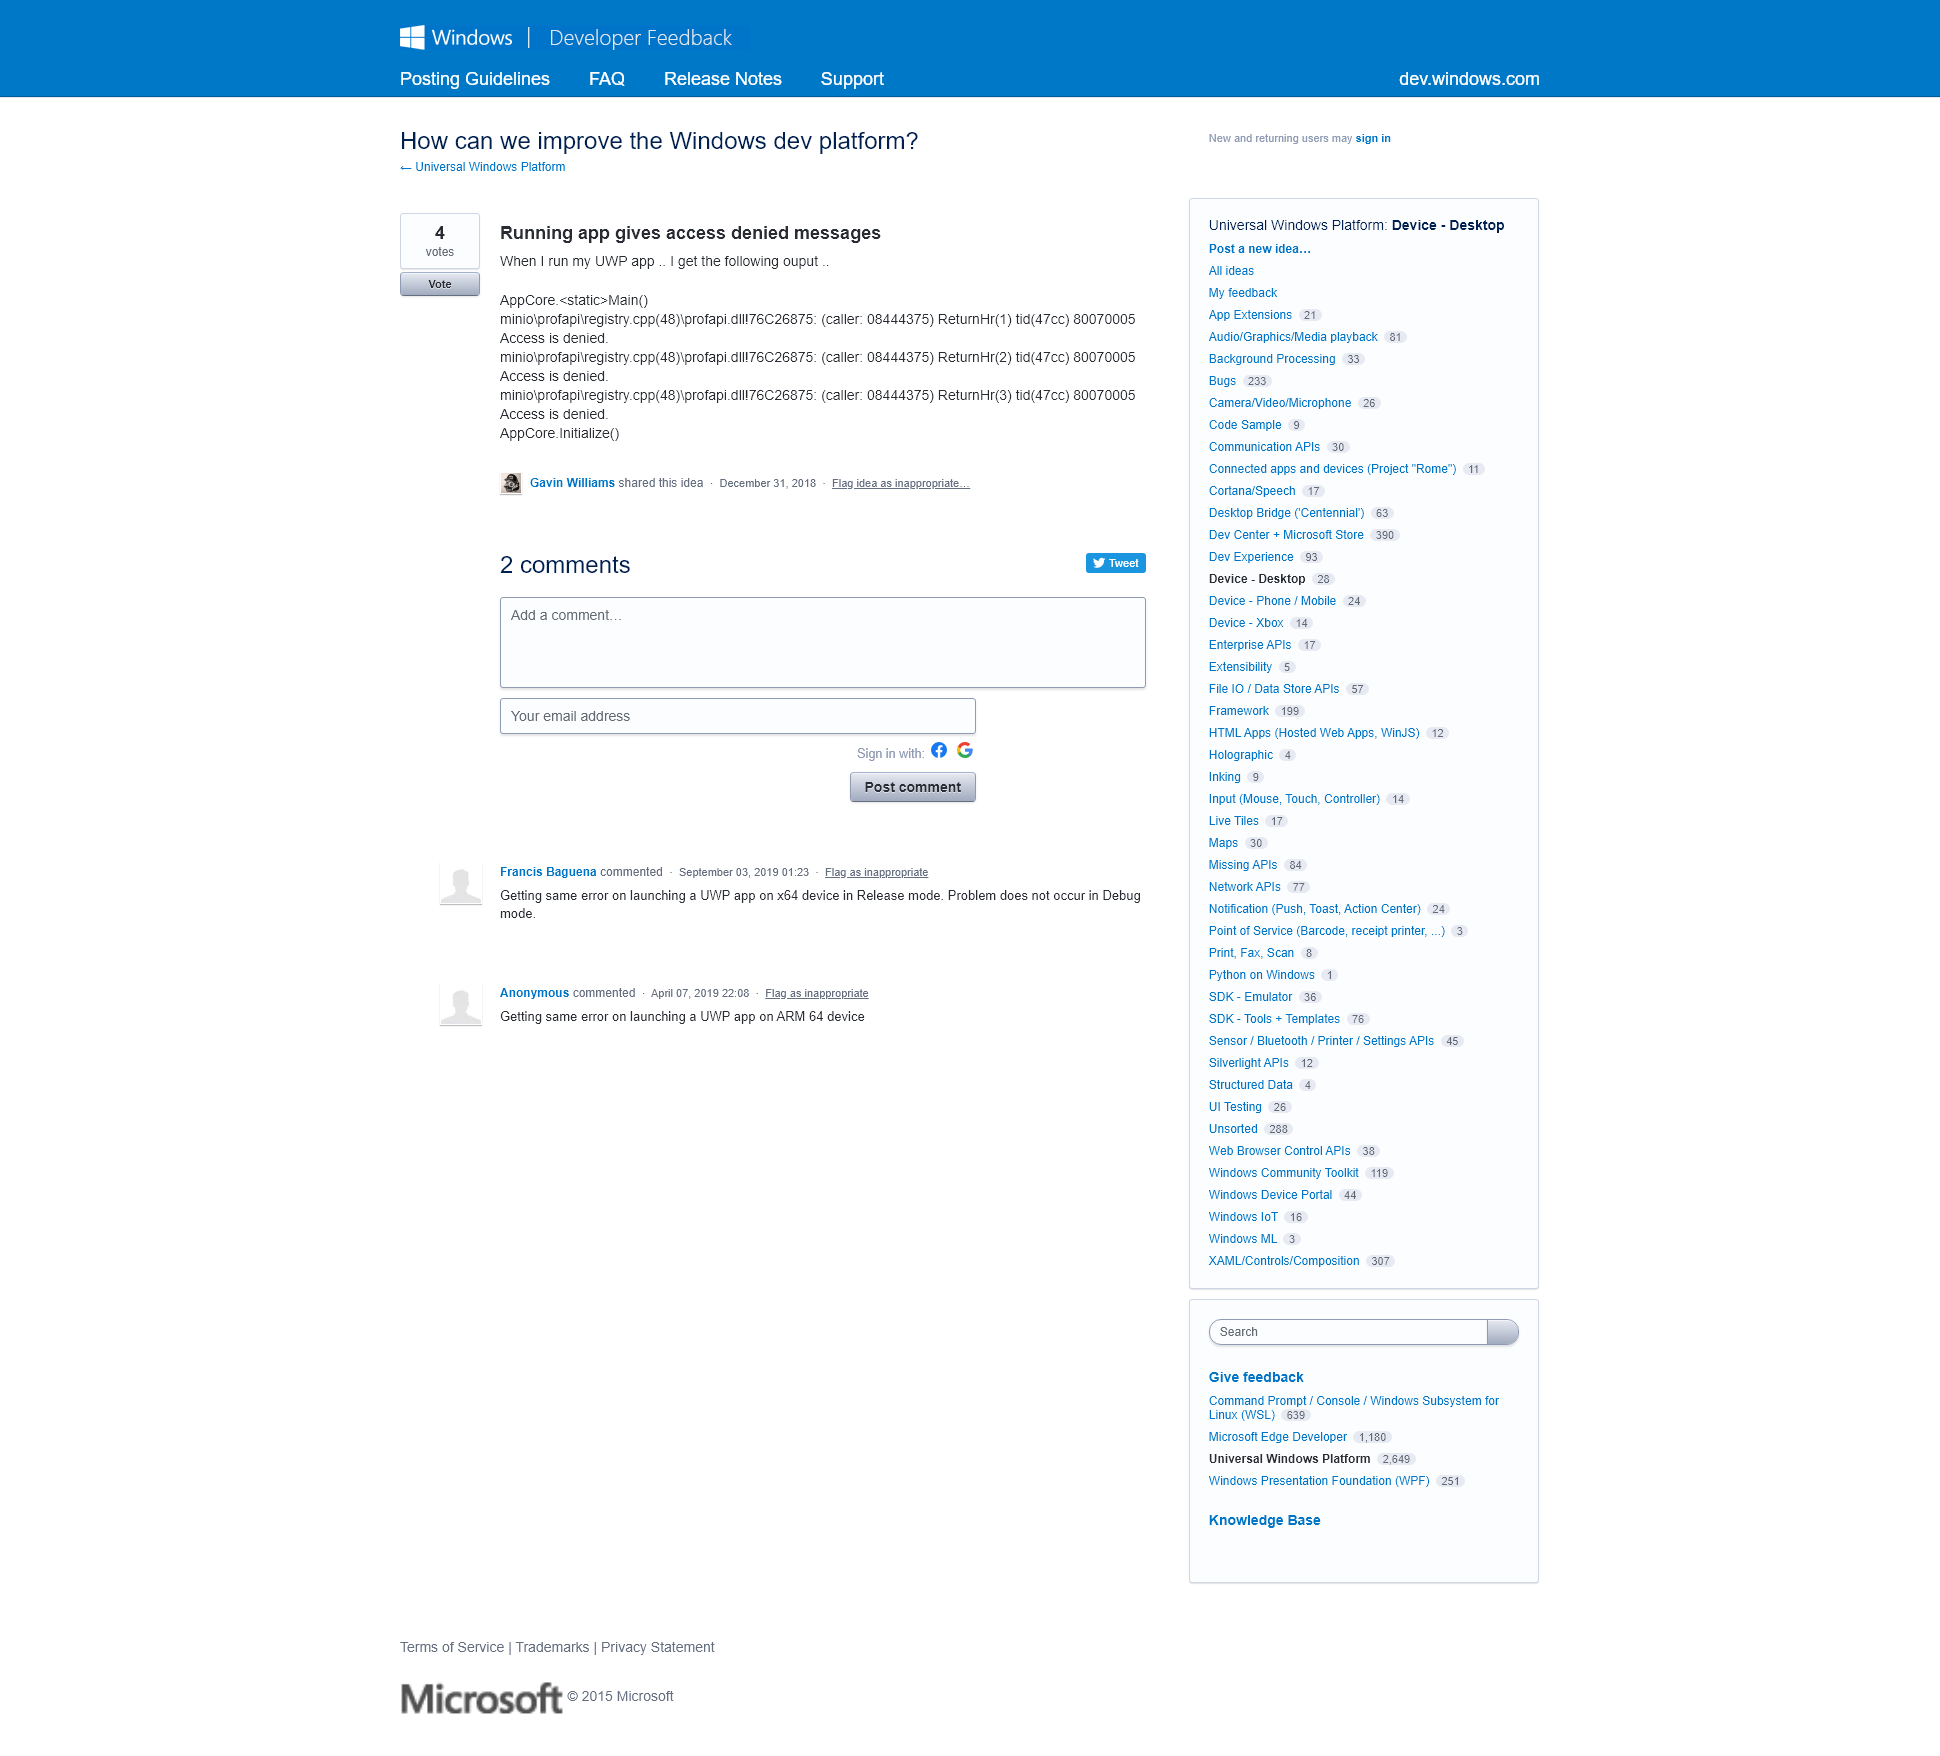 Windows | Developer Feedback
Posting Guidelines FAQ Release Notes Support dev.windows.com
How can we improve the Windows dev platform?
← Universal Windows Platform
New and returning users may sign in
4
votes
Vote
Running app gives access denied messages
When I run my UWP app .. I get the following ouput ..
AppCore.<static>Main()
minio\profapi\registry.cpp(48)\profapi.dll!76C26875: (caller: 08444375) ReturnHr(1) tid(47cc) 80070005
Access is denied.
minio\profapi\registry.cpp(48)\profapi.dll!76C26875: (caller: 08444375) ReturnHr(2) tid(47cc) 80070005
Access is denied.
minio\profapi\registry.cpp(48)\profapi.dll!76C26875: (caller: 08444375) ReturnHr(3) tid(47cc) 80070005
Access is denied.
AppCore.Initialize()
Gavin Williams shared this idea · December 31, 2018 · Flag idea as inappropriate…
2 comments
Tweet
Add a comment…
Your email address
Sign in with:
Post comment
Francis Baguena commented · September 03, 2019 01:23 · Flag as inappropriate
Getting same error on launching a UWP app on x64 device in Release mode. Problem does not occur in Debug
mode.
Anonymous commented · April 07, 2019 22:08 · Flag as inappropriate
Getting same error on launching a UWP app on ARM 64 device
Universal Windows Platform: Device - Desktop
Post a new idea…
All ideas
My feedback
App Extensions 21
Audio/Graphics/Media playback 81
Background Processing 33
Bugs 233
Camera/Video/Microphone 26
Code Sample 9
Communication APIs 30
Connected apps and devices (Project "Rome") 11
Cortana/Speech 17
Desktop Bridge ('Centennial') 63
Dev Center + Microsoft Store 390
Dev Experience 93
Device - Desktop 28
Device - Phone / Mobile 24
Device - Xbox 14
Enterprise APIs 17
Extensibility 5
File IO / Data Store APIs 57
Framework 199
HTML Apps (Hosted Web Apps, WinJS) 12
Holographic 4
Inking 9
Input (Mouse, Touch, Controller) 14
Live Tiles 17
Maps 30
Missing APIs 84
Network APIs 77
Notification (Push, Toast, Action Center) 24
Point of Service (Barcode, receipt printer, ...) 3
Print, Fax, Scan 8
Python on Windows 1
SDK - Emulator 36
SDK - Tools + Templates 76
Sensor / Bluetooth / Printer / Settings APIs 45
Silverlight APIs 12
Structured Data 4
UI Testing 26
Unsorted 288
Web Browser Control APIs 38
Windows Community Toolkit 119
Windows Device Portal 44
Windows IoT 16
Windows ML 3
XAML/Controls/Composition 307
Search
Give feedback
Command Prompt / Console / Windows Subsystem for
Linux (WSL) 639
Microsoft Edge Developer 1,180
Universal Windows Platform 2,649
Windows Presentation Foundation (WPF) 251
Knowledge Base
Terms of Service | Trademarks | Privacy Statement
Microsoft © 2015 Microsoft